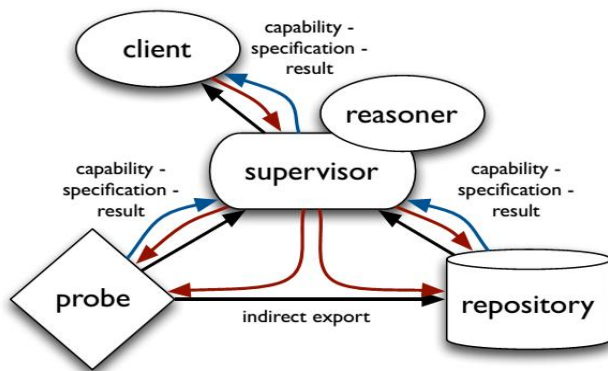 client
capability -
specification -
result
reasoner
supervisor
capability -
specification -
result
capability -
specification -
result
probe
indirect export
repository